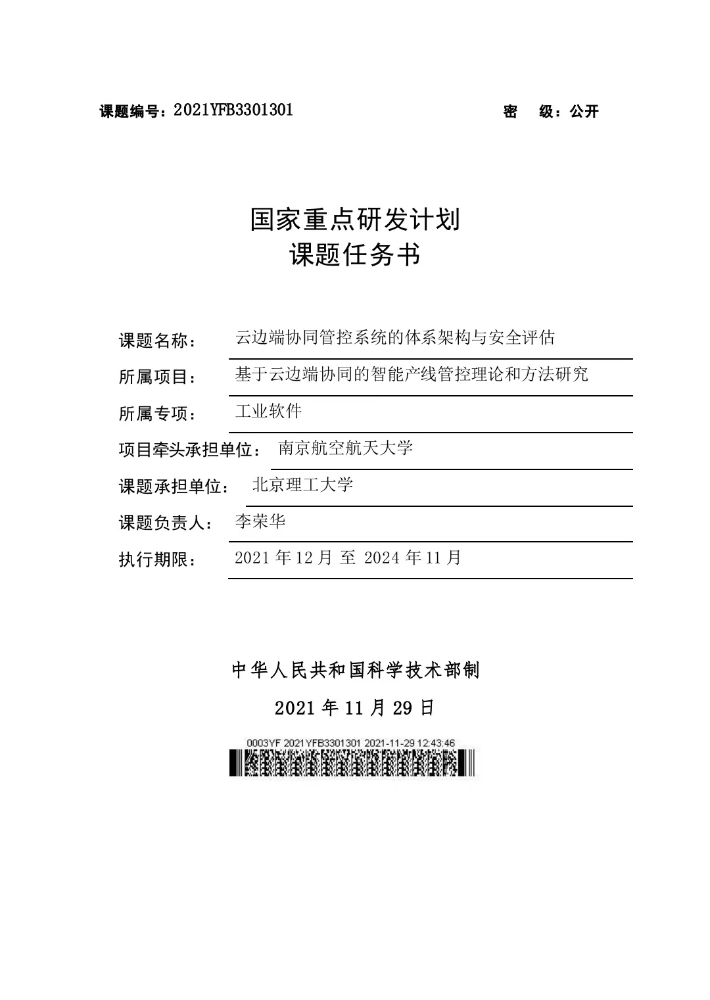 课题编号：2021YFB3301301 密 级：公开
国家重点研发计划
课题任务书
课题名称： 云边端协同管控系统的体系架构与安全评估
所属项目： 基于云边端协同的智能产线管控理论和方法研究
所属专项： 工业软件
项目牵头承担单位： 南京航空航天大学
课题承担单位： 北京理工大学
课题负责人： 李荣华
执行期限： 2021 年 12 月 至 2024 年 11 月
中华人民共和国科学技术部制
2021 年 11 月 29 日
0003YF 2021YFB3301301 2021-11-29 12:43:46